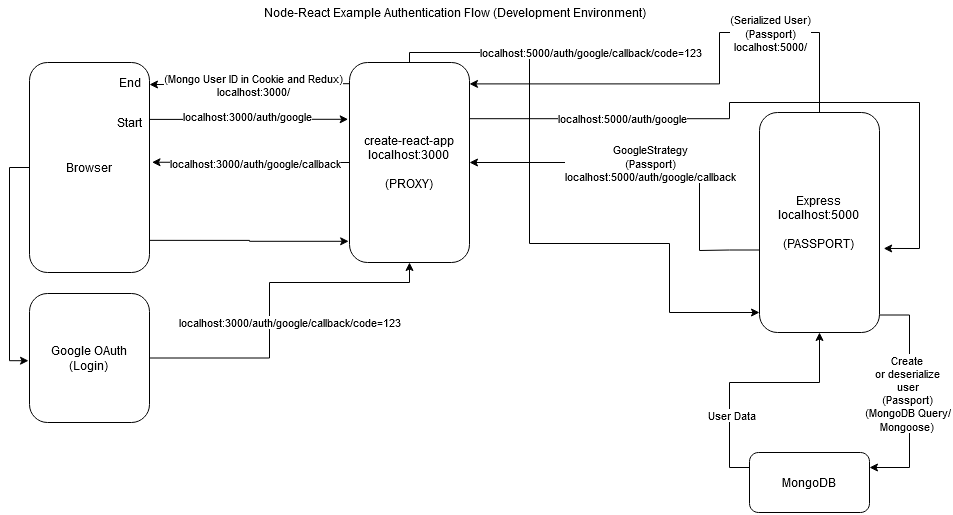 Node-React Example Authentication Flow (Development Environment)
(Serialized User)
(Passport)
localhost:5000/
localhost:5000/auth/google/callback/code=123
End
(Mongo User ID in Cookie and Redux)
localhost:3000/
Start
localhost:3000/auth/google
localhost:5000/auth/google
create-react-app
localhost:3000
(PROXY)
Browser
localhost:3000/auth/google/callback
GoogleStrategy
(Passport)
localhost:5000/auth/google/callback
Express
localhost:5000
(PASSPORT)
localhost:3000/auth/google/callback/code=123
Google OAuth
(Login)
Create
or deserialize
user
(Passport)
(MongoDB Query/
Mongoose)
User Data
MongoDB